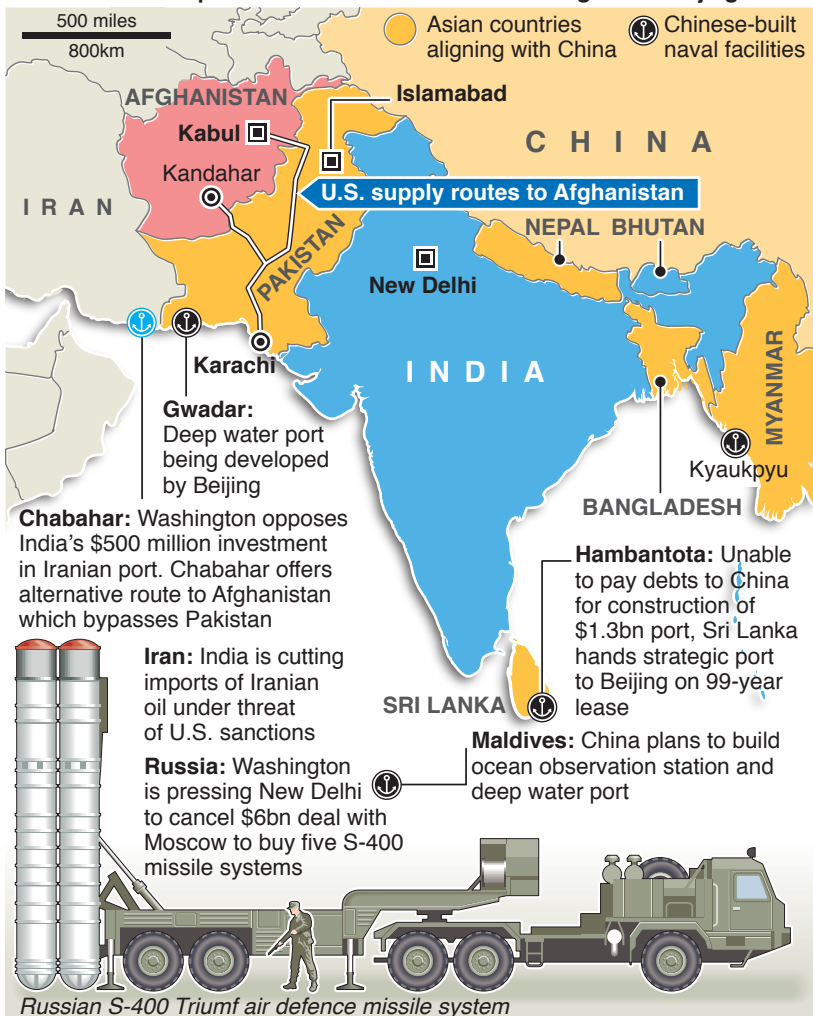 500 miles
800km
Asian countries
aligning with China
Chinese-built
naval facilities
AFGHANISTAN
Islamabad
Kabul
CHINA
Kandahar
IRAN
U.S. supply routes to Afghanistan
PAKISTAN
NEPAL
BHUTAN
New Delhi
INDIA
Karachi
MYANMAR
Gwadar:
Deep water port
being developed
by Beijing
Kyaukpyu
BANGLADESH
Chabahar: Washington opposes
India's $500 million investment
in Iranian port. Chabahar offers
alternative route to Afghanistan
which bypasses Pakistan
Hambantota: Unable
to pay debts to China
for construction of
$1.3bn port, Sri Lanka
hands strategic port
to Beijing on 99-year
lease
Iran: India is cutting
imports of Iranian
oil under threat
of U.S. sanctions
SRI LANKA
Maldives: China plans to build
ocean observation station and
deep water port
Russia: Washington
is pressing New Delhi
to cancel $6bn deal with
Moscow to buy five S-400
missile systems
Russian S-400 Triumf air defence missile system